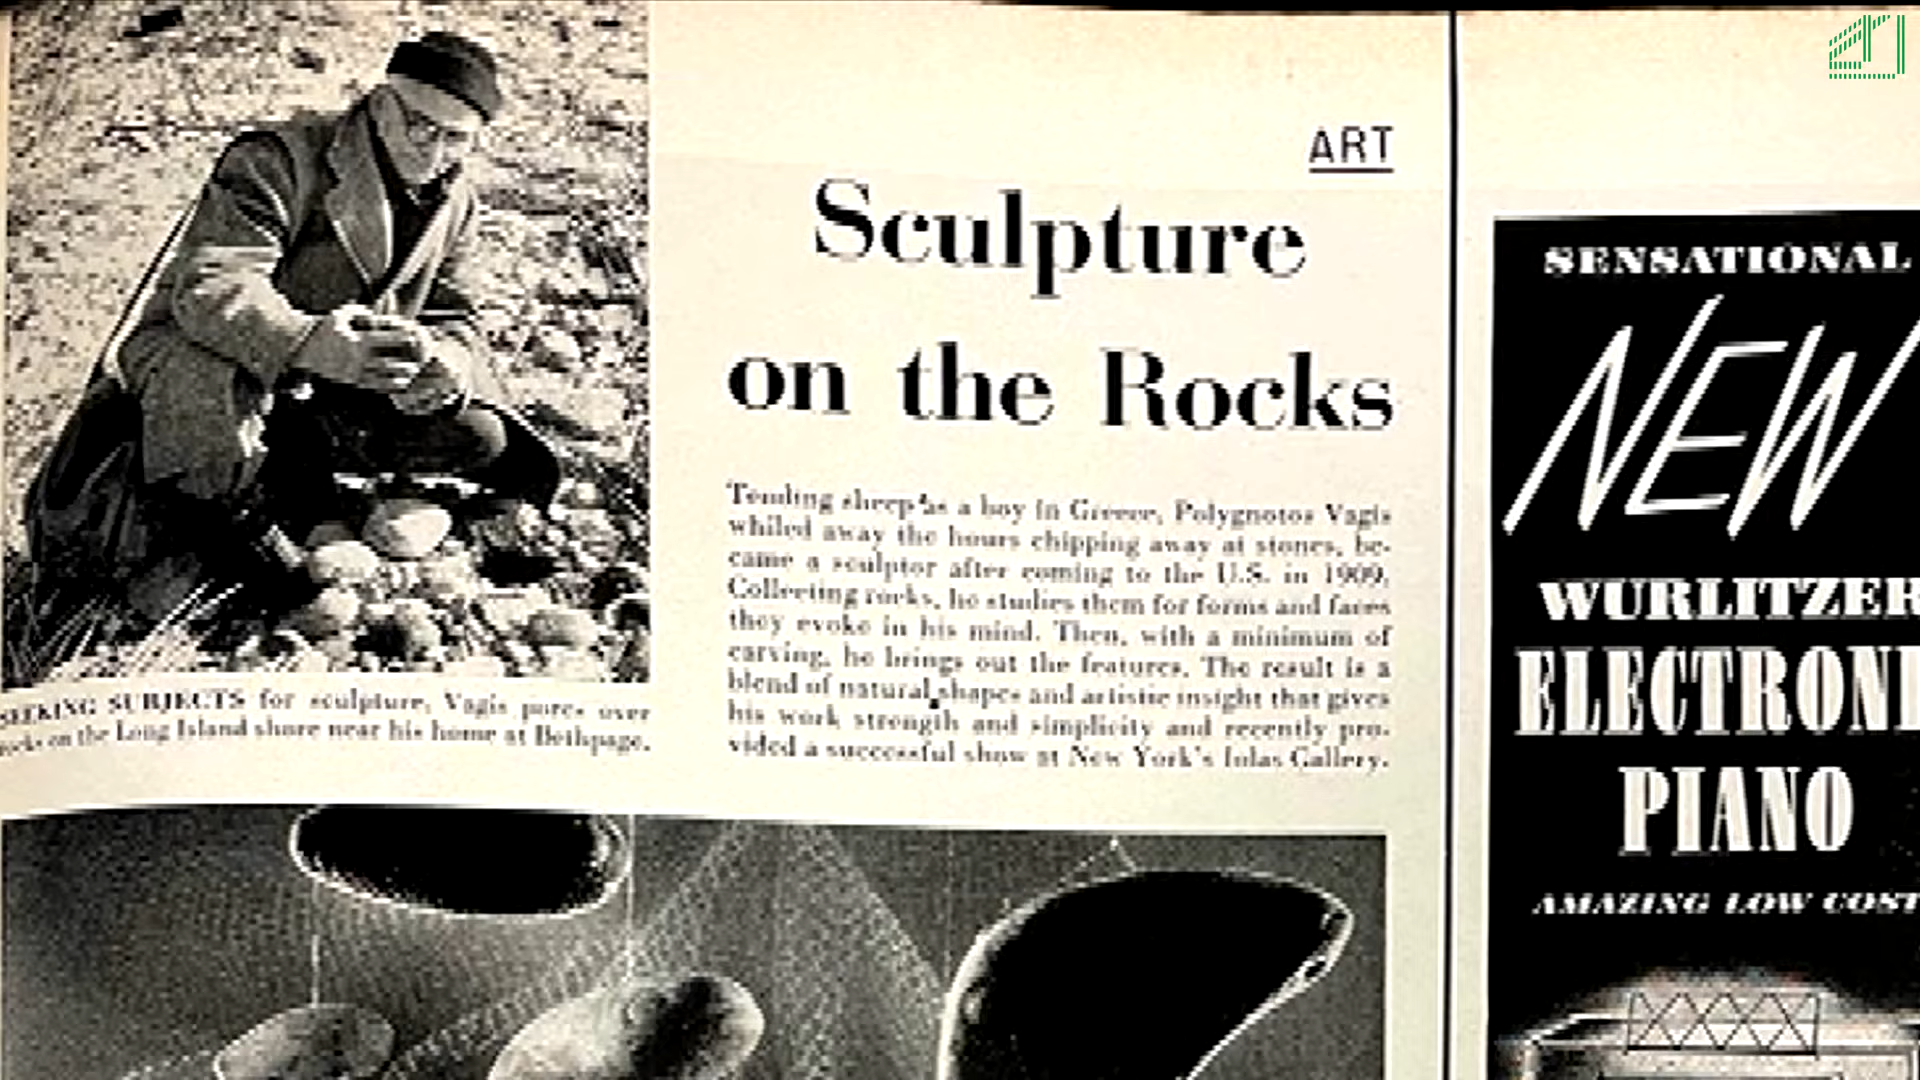 ART
Sculpture
on the Rocks
Tending sheep as a boy in Greece, Polygnotos Vagis
whiled away the hours chipping away at stones, be-
came a sculptor after coming to the U.S. in 1909.
Collecting rocks, he studies them for forms and faces
they evoke in his mind. Then, with a minimum of
carving, he brings out the features. The result is a
blend of natural shapes and artistic insight that gives
his work strength and simplicity and recently pro-
vided a successful show at New York's Iolas Gallery.
SEEKING SUBJECTS for sculpture, Vagis pores over
rocks on the Long Island shore near his home at Bethpage.
SENSATIONAL
NEW
WURLITZER
ELECTRONI
PIANO
AMAZING LOW COST